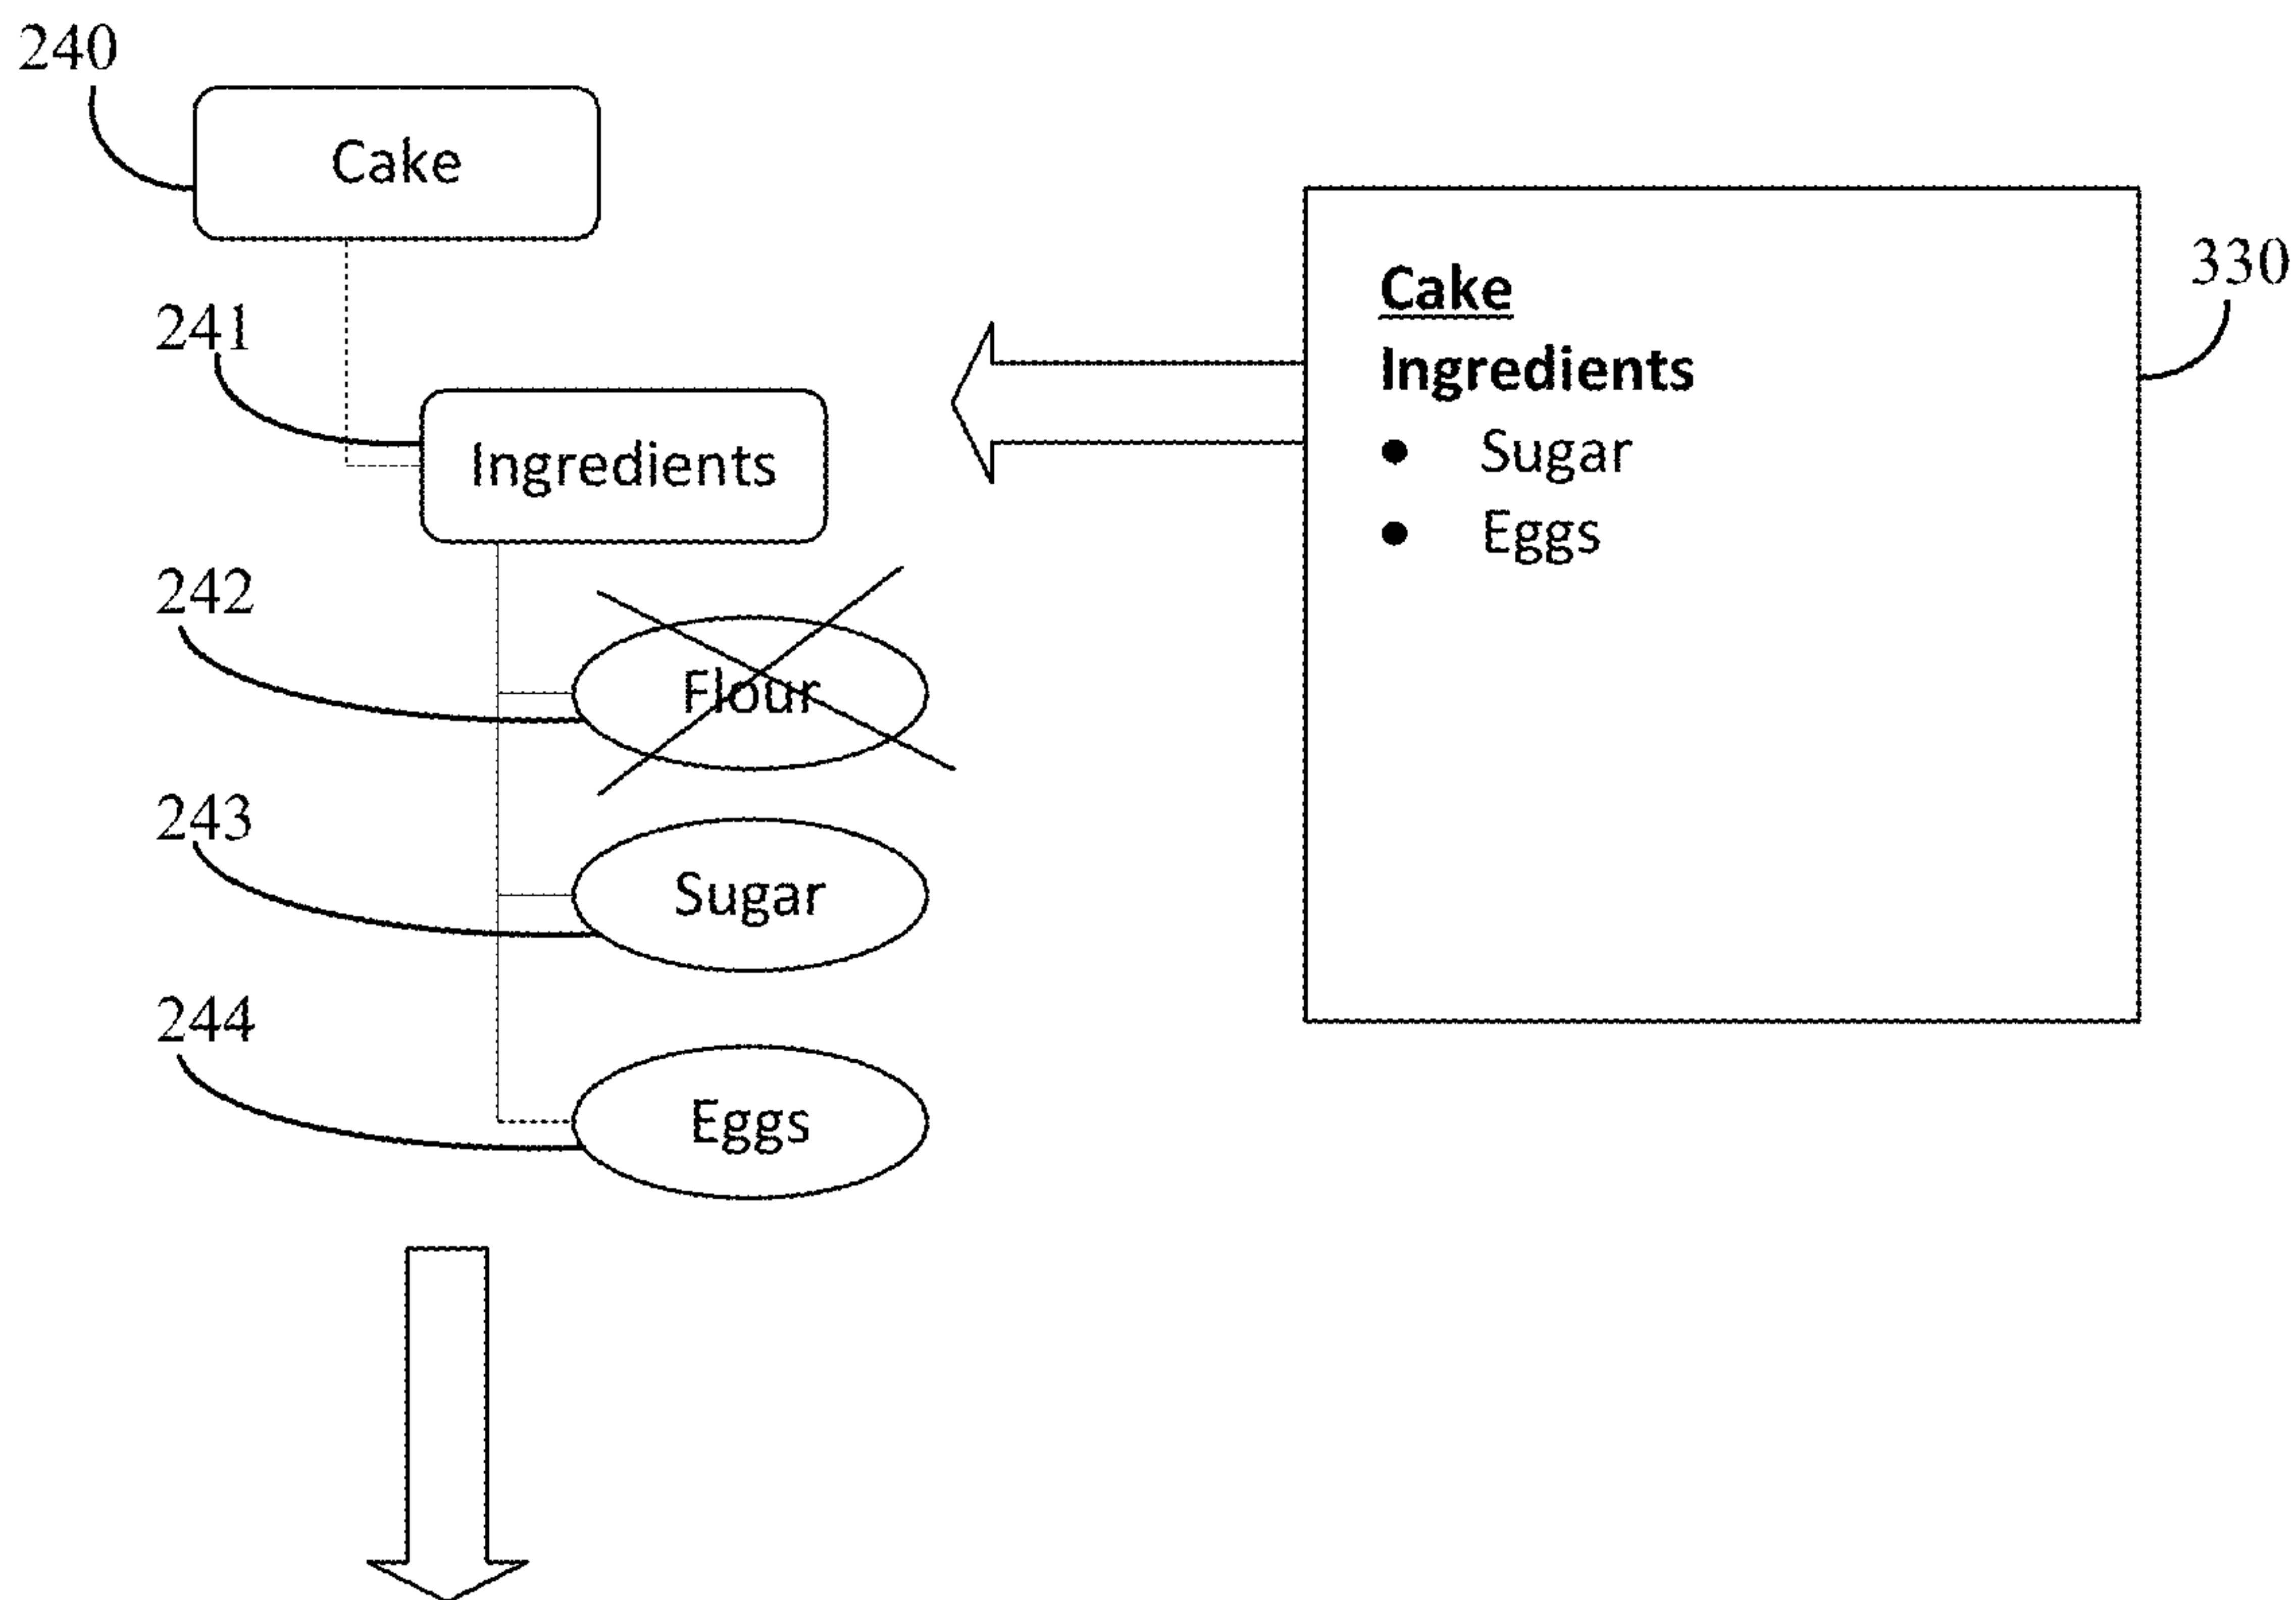 240
Cake
241
Ingredients
242
Flour
243
Sugar
244
Eggs
Cake
Ingredients
● Sugar
● Eggs
330